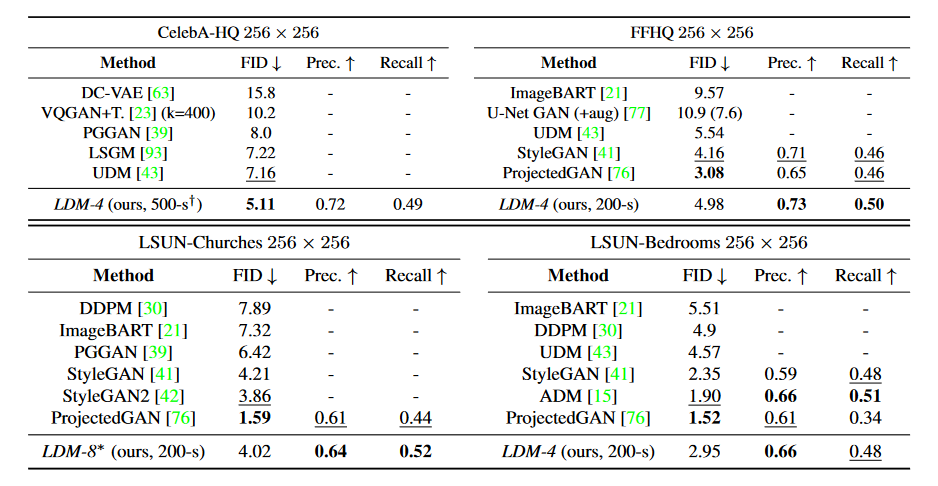 CelebA-HQ 256 × 256
Method FID ↓ Prec. ↑ Recall ↑
DC-VAE [63] 15.8 - -
VQGAN+T. [23] (k=400) 10.2 - -
PGGAN [39] 8.0 - -
LSGM [93] 7.22 - -
UDM [43] 7.16 - -
LDM-4 (ours, 500-s†) 5.11 0.72 0.49
FFHQ 256 × 256
Method FID ↓ Prec. ↑ Recall ↑
ImageBART [21] 9.57 - -
U-Net GAN (+aug) [77] 10.9 (7.6) - -
UDM [43] 5.54 - -
StyleGAN [41] 4.16 0.71 0.46
ProjectedGAN [76] 3.08 0.65 0.46
LDM-4 (ours, 200-s) 4.98 0.73 0.50
LSUN-Churches 256 × 256
Method FID ↓ Prec. ↑ Recall ↑
DDPM [30] 7.89 - -
ImageBART [21] 7.32 - -
PGGAN [39] 6.42 - -
StyleGAN [41] 4.21 - -
StyleGAN2 [42] 3.86 - -
ProjectedGAN [76] 1.59 0.61 0.44
LDM-8* (ours, 200-s) 4.02 0.64 0.52
LSUN-Bedrooms 256 × 256
Method FID ↓ Prec. ↑ Recall ↑
ImageBART [21] 5.51 - -
DDPM [30] 4.9 - -
UDM [43] 4.57 - -
StyleGAN [41] 2.35 0.59 0.48
ADM [15] 1.90 0.66 0.51
ProjectedGAN [76] 1.52 0.61 0.34
LDM-4 (ours, 200-s) 2.95 0.66 0.48